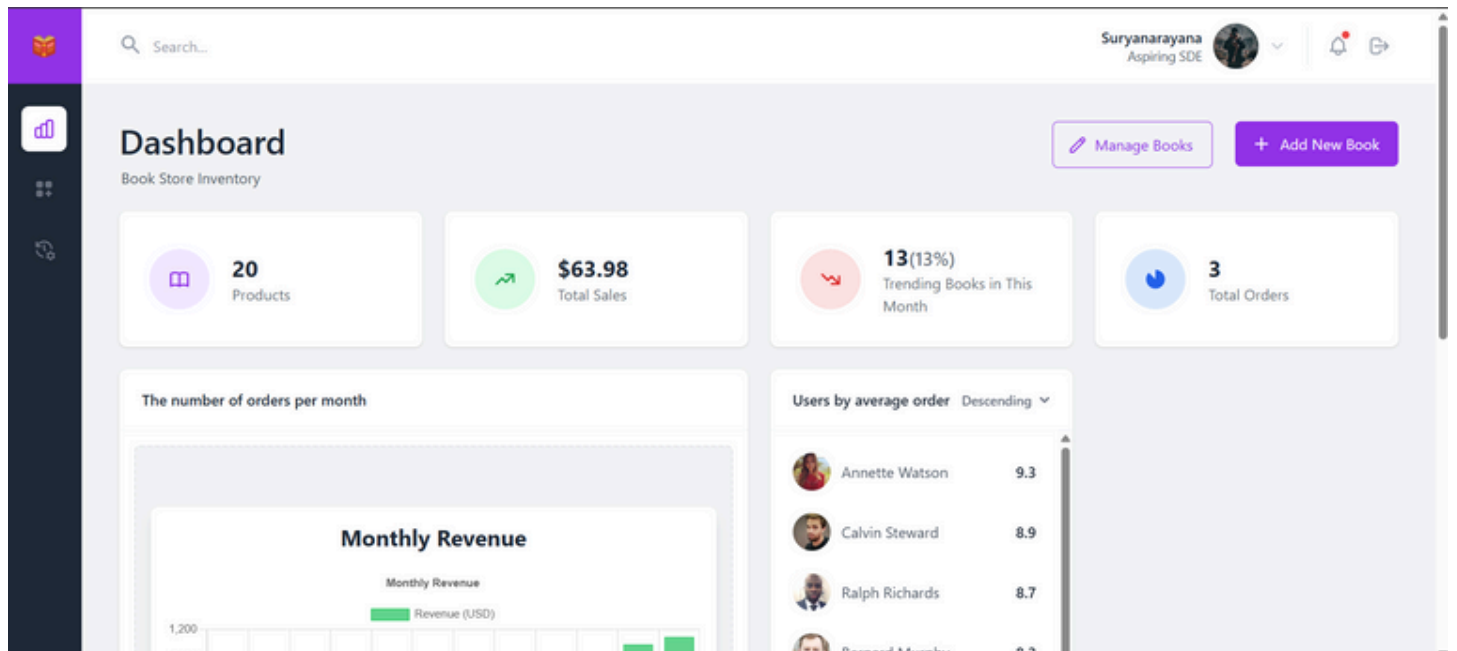 Search...
Suryanarayana
Aspiring SDE
Dashboard
Book Store Inventory
Manage Books
+ Add New Book
20
Products
$63.98
Total Sales
13(13%)
Trending Books in This
Month
3
Total Orders
The number of orders per month
Users by average order Descending
Monthly Revenue
Monthly Revenue
Revenue (USD)
1,200
Annette Watson 9.3
Calvin Steward 8.9
Ralph Richards 8.7